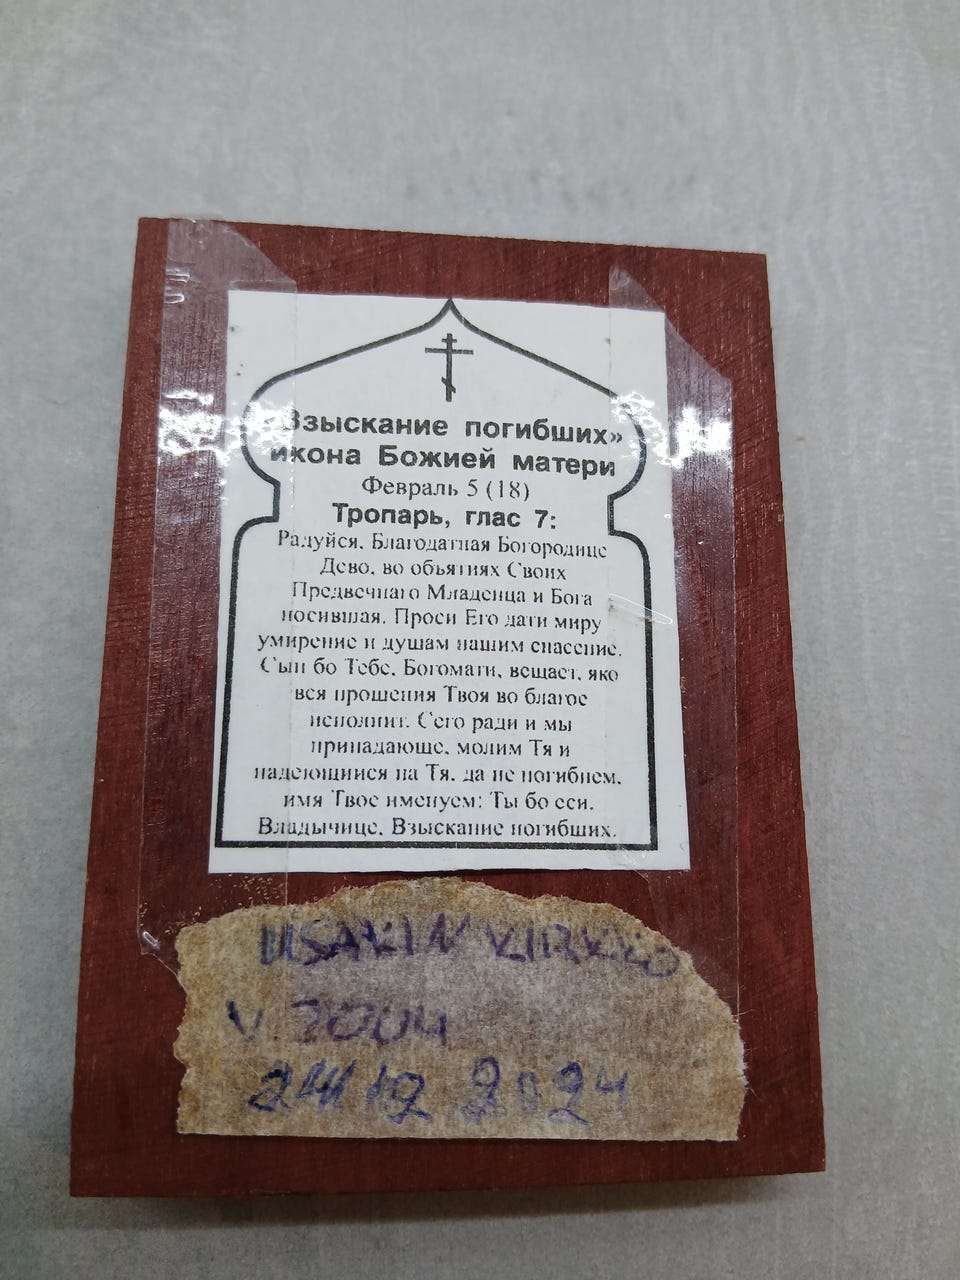 «Взыскание погибших»
икона Божией матери
Февраль 5 (18)
Тропарь, глас 7:
Радуйся, Благодатная Богородице
Дево, во объятиях Своих
Предвечнаго Младенца и Бога
носившая. Проси Его дати миру
умирение и душам нашим спасение.
Сын бо Тебе, Богомати, вещает, яко
вся прошения Твоя во благое
исполнит. Сего ради и мы
припадающе, молим Тя и
надеющиися на Тя, да не погибнем,
имя Твое именуем: Ты бо еси,
Владычице, Взыскание погибших.
IISAKIN KIRKKO
V. 2004
24 12 2024